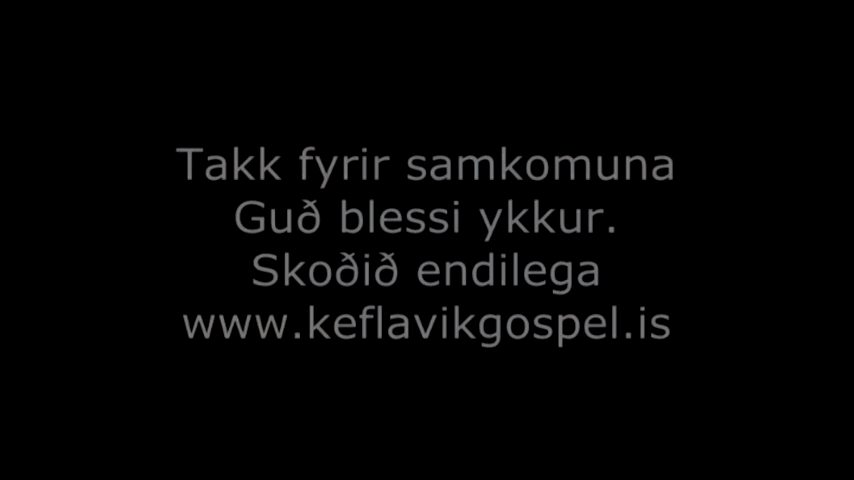 Takk fyrir samkomuna
Guð blessi ykkur.
Skoðið endilega
www.keflavikgospel.is